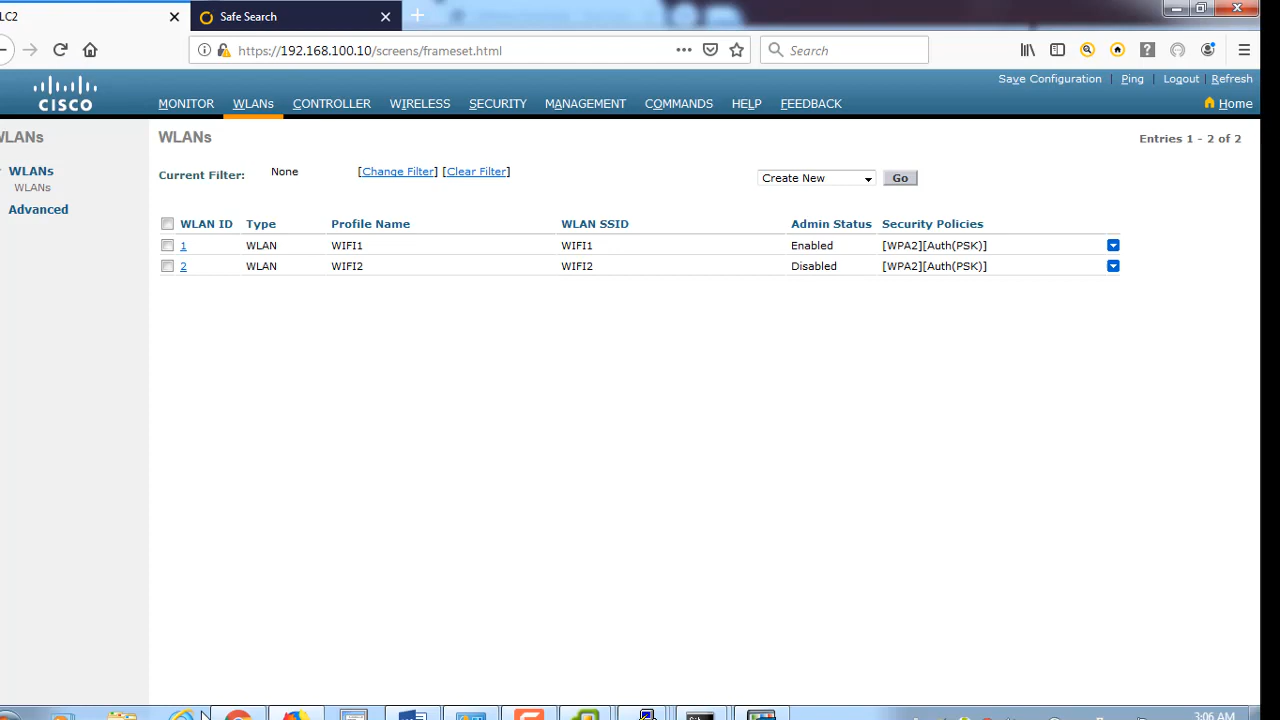 LC2
Safe Search
https://192.168.100.10/screens/frameset.html
Search
Save Configuration Ping Logout Refresh
CISCO
MONITOR WLANs CONTROLLER WIRELESS SECURITY MANAGEMENT COMMANDS HELP FEEDBACK
Home
WLANs
WLANs
Entries 1 - 2 of 2
WLANs
WLANs
Advanced
Current Filter: None [Change Filter] [Clear Filter]
Create New Go
WLAN ID Type Profile Name WLAN SSID Admin Status Security Policies
1 WLAN WIFI1 WIFI1 Enabled [WPA2][Auth(PSK)]
2 WLAN WIFI2 WIFI2 Disabled [WPA2][Auth(PSK)]
3:06 AM